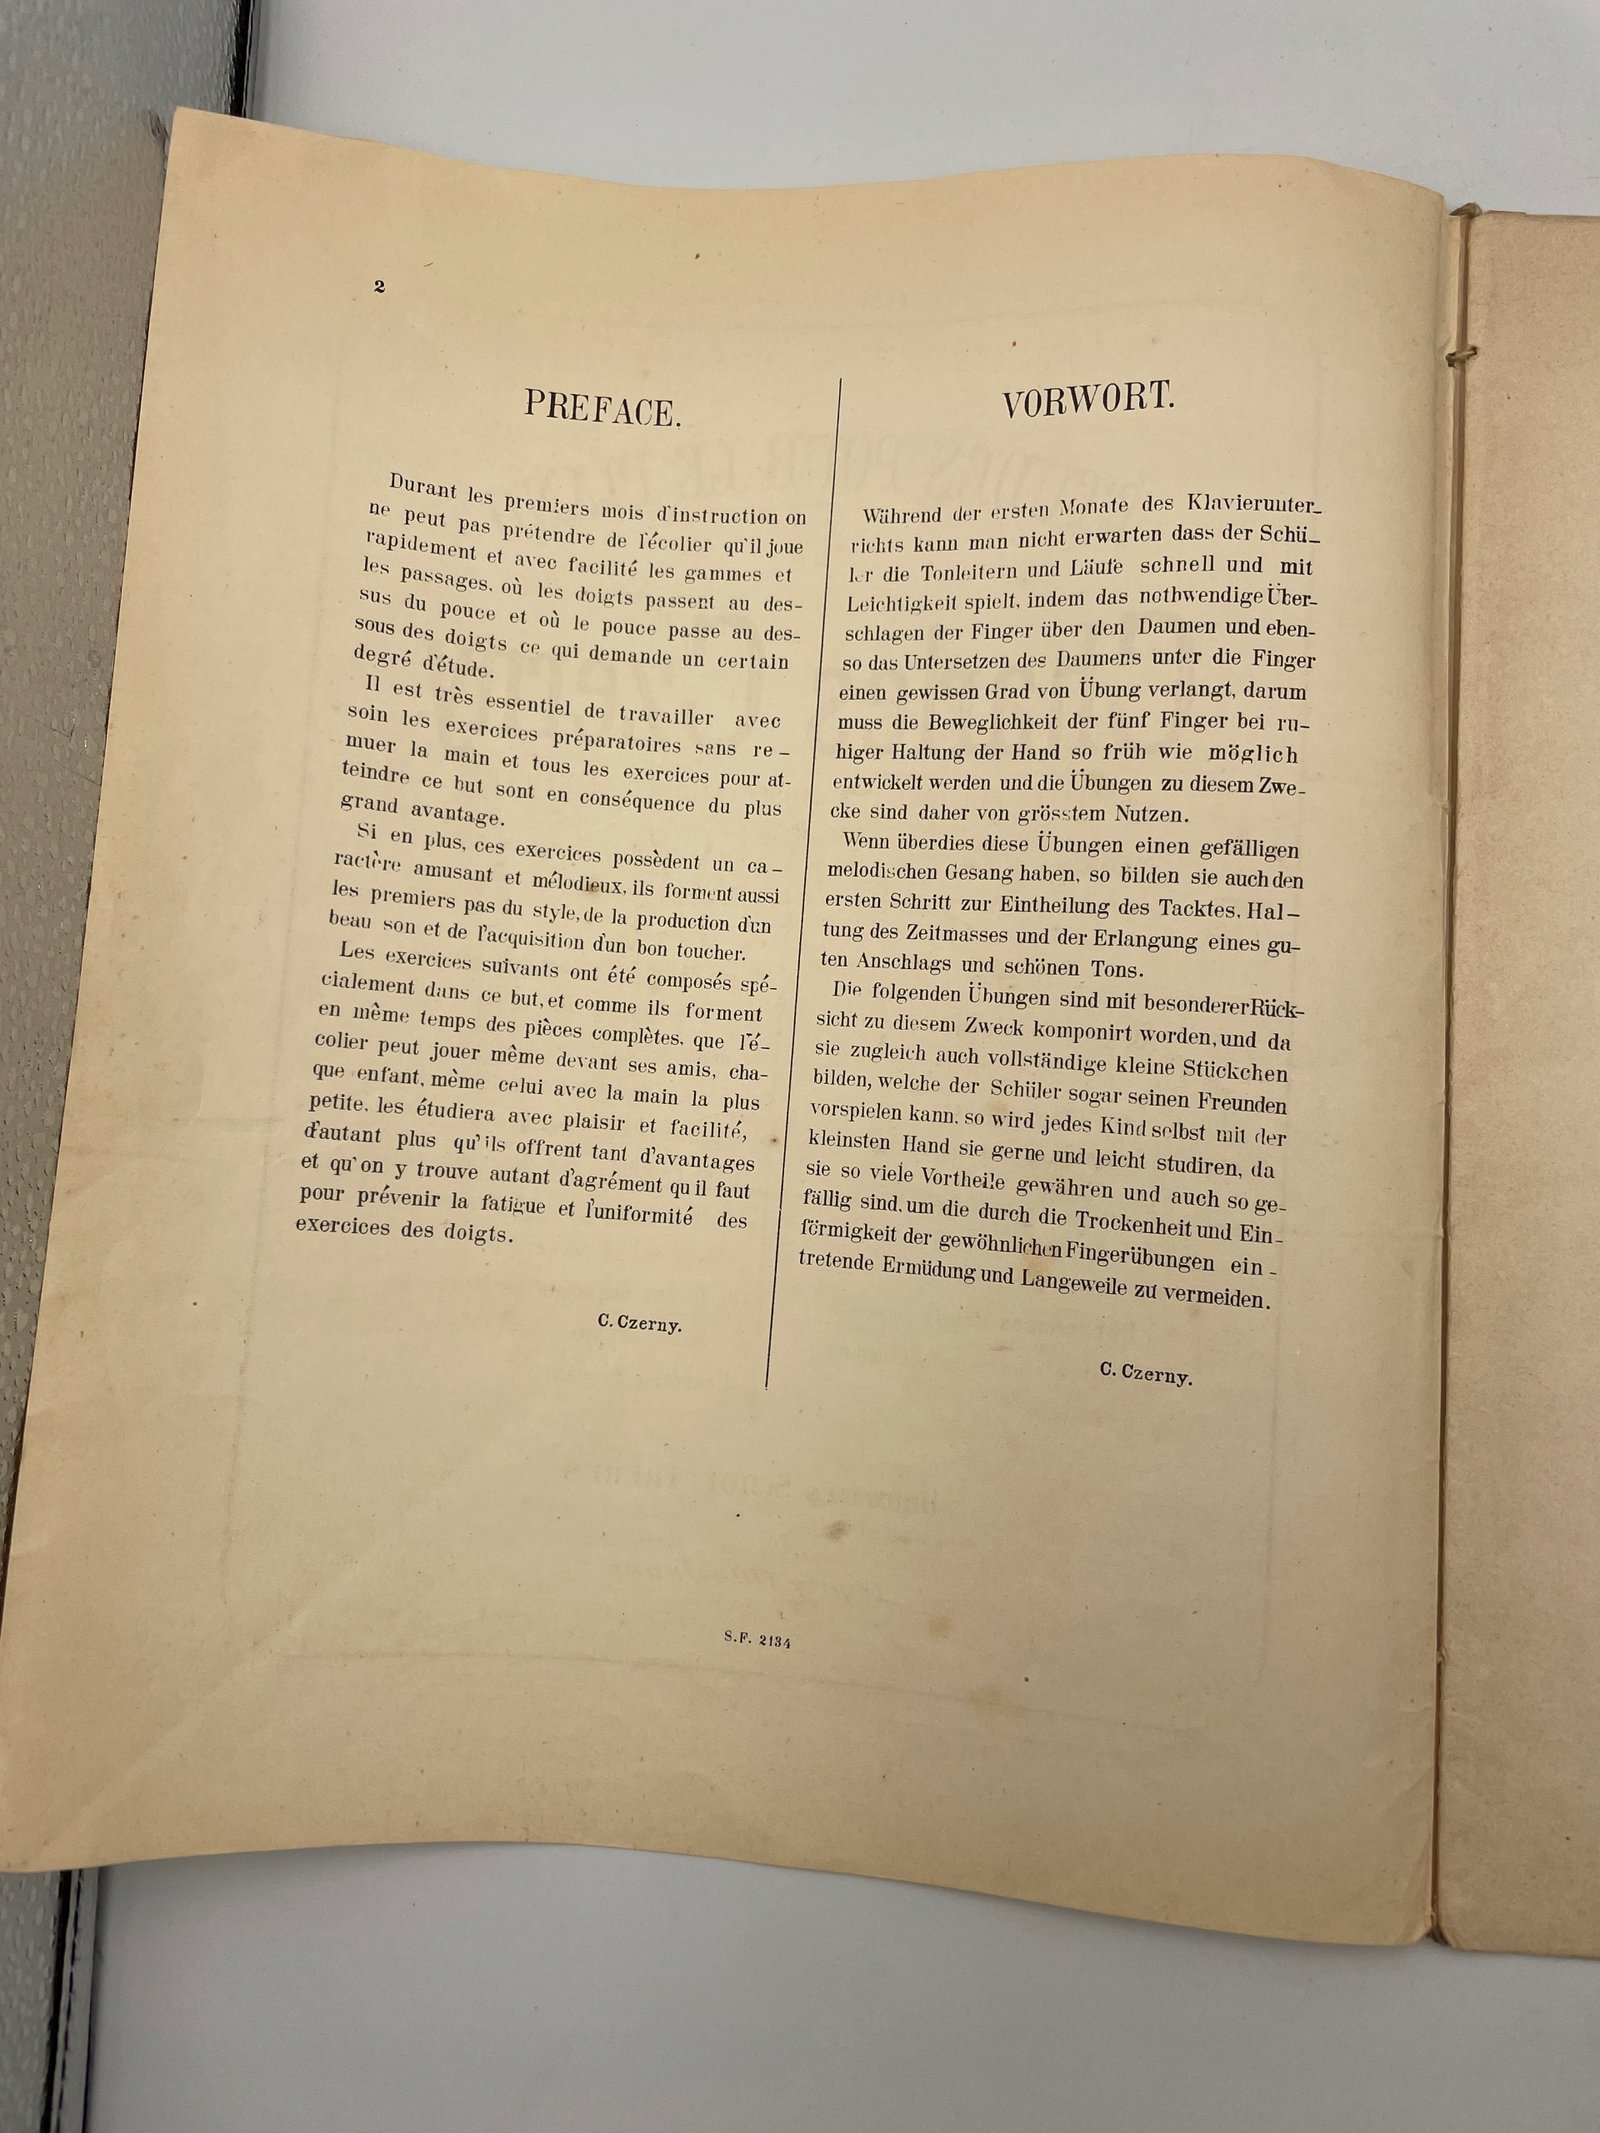 2
PREFACE.
Durant les premiers mois d'instruction on
ne peut pas prétendre de l'écolier qu'il joue
rapidement et avec facilité les gammes et
les passages, où les doigts passent au des-
sus du pouce et où le pouce passe au des-
sous des doigts ce qui demande un certain
degré d'étude.
Il est très essentiel de travailler avec
soin les exercices préparatoires sans re-
muer la main et tous les exercices pour at-
teindre ce but sont en conséquence du plus
grand avantage.
Si en plus, ces exercices possèdent un ca-
ractère amusant et mélodieux, ils forment aussi
les premiers pas du style, de la production d'un
beau son et de l'acquisition d'un bon toucher.
Les exercices suivants ont été composés spé-
cialement dans ce but, et comme ils forment
en même temps des pièces complètes, que l'é-
colier peut jouer même devant ses amis, cha-
que enfant, même celui avec la main la plus
petite, les étudiera avec plaisir et facilité,
d'autant plus qu'ils offrent tant d'avantages
et qu'on y trouve autant d'agrément qu il faut
pour prévenir la fatigue et l'uniformité des
exercices des doigts.
C. Czerny.
VORWORT.
Während der ersten Monate des Klavierunter-
richts kann man nicht erwarten dass der Schü-
ler die Tonleitern und Läufe schnell und mit
Leichtigkeit spielt, indem das nothwendige Über-
schlagen der Finger über den Daumen und eben-
so das Untersetzen des Daumens unter die Finger
einen gewissen Grad von Übung verlangt, darum
muss die Beweglichkeit der fünf Finger bei ru-
higer Haltung der Hand so früh wie möglich
entwickelt werden und die Übungen zu diesem Zwe-
cke sind daher von grösstem Nutzen.
Wenn überdies diese Übungen einen gefälligen
melodischen Gesang haben, so bilden sie auch den
ersten Schritt zur Eintheilung des Tacktes, Hal-
tung des Zeitmasses und der Erlangung eines gu-
ten Anschlags und schönen Tons.
Die folgenden Übungen sind mit besonderer Rück-
sicht zu diesem Zweck komponirt worden, und da
sie zugleich auch vollständige kleine Stückchen
bilden, welche der Schüler sogar seinen Freunden
vorspielen kann, so wird jedes Kind selbst mit der
kleinsten Hand sie gerne und leicht studiren, da
sie so viele Vortheile gewähren und auch so ge-
fällig sind, um die durch die Trockenheit und Ein-
förmigkeit der gewöhnlichen Fingerübungen ein-
tretende Ermüdung und Langeweile zu vermeiden.
C. Czerny.
S.F. 2134